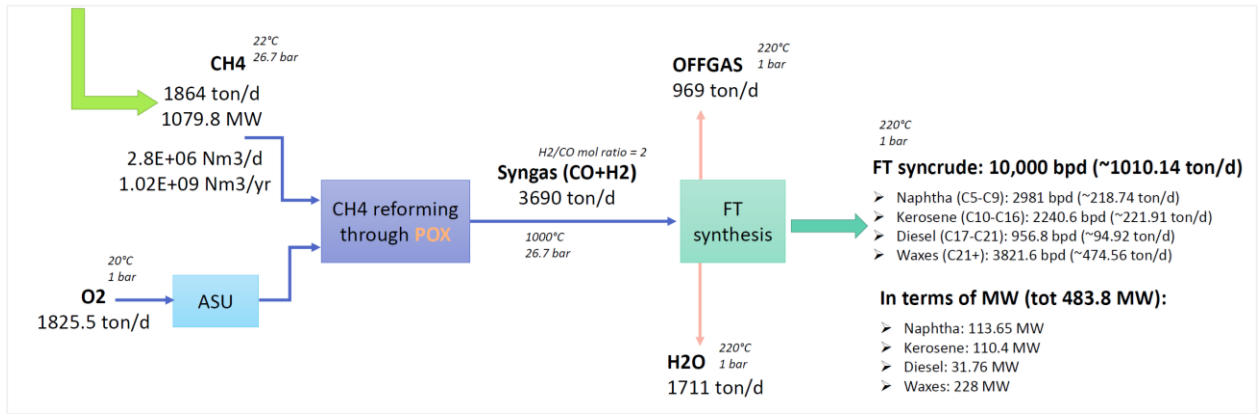 22°C
26.7 bar
CH4
1864 ton/d
1079.8 MW
2.8E+06 Nm3/d
1.02E+09 Nm3/yr
20°C
1 bar
O2
1825.5 ton/d
ASU
CH4 reforming
through POX
H2/CO mol ratio = 2
Syngas (CO+H2)
3690 ton/d
1000°C
26.7 bar
220°C
1 bar
OFFGAS
969 ton/d
FT
synthesis
220°C
1 bar
H2O
1711 ton/d
220°C
1 bar
FT syncrude: 10,000 bpd (~1010.14 ton/d)
➢ Naphtha (C5-C9): 2981 bpd (~218.74 ton/d)
➢ Kerosene (C10-C16): 2240.6 bpd (~221.91 ton/d)
➢ Diesel (C17-C21): 956.8 bpd (~94.92 ton/d)
➢ Waxes (C21+): 3821.6 bpd (~474.56 ton/d)
In terms of MW (tot 483.8 MW):
➢ Naphtha: 113.65 MW
➢ Kerosene: 110.4 MW
➢ Diesel: 31.76 MW
➢ Waxes: 228 MW